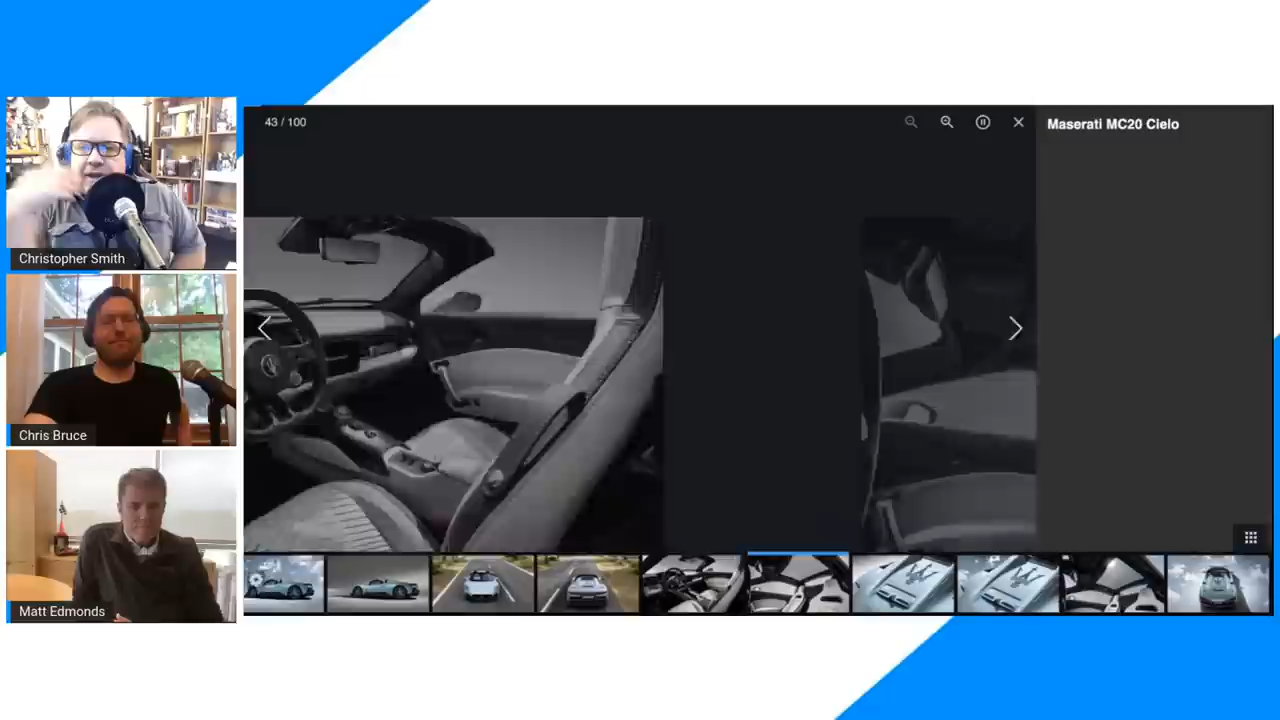 43 / 100
Maserati MC20 Cielo
Christopher Smith
Chris Bruce
Matt Edmonds